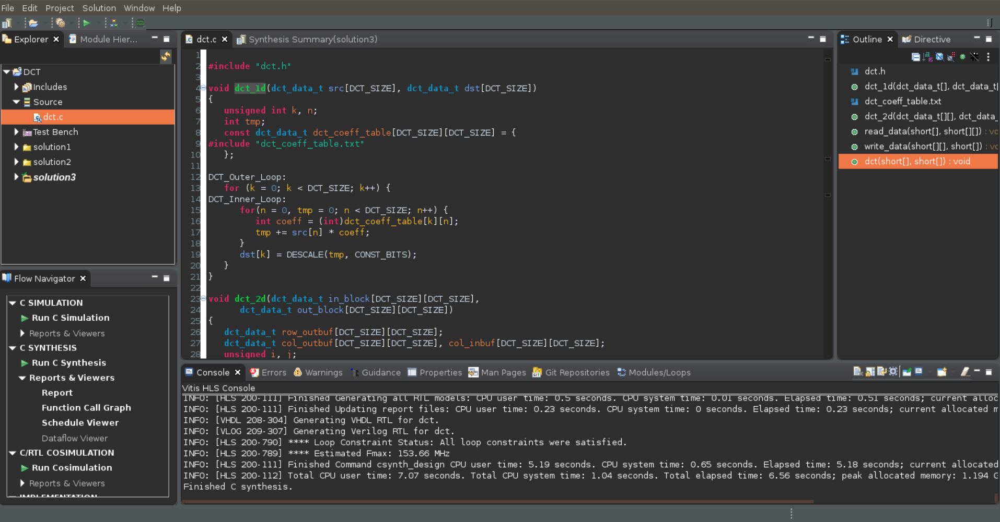 File Edit Project Solution Window Help
Explorer Module Hier...
DCT
Includes
Source
dct.c
Test Bench
solution1
solution2
solution3
Flow Navigator
C SIMULATION
Run C Simulation
Reports & Viewers
C SYNTHESIS
Run C Synthesis
Reports & Viewers
Report
Function Call Graph
Schedule Viewer
Dataflow Viewer
C/RTL COSIMULATION
Run Cosimulation
Reports & Viewers
IMPLEMENTATION
dct.c Synthesis Summary(solution3)
1
2 #include "dct.h"
3
4 void dct_1d(dct_data_t src[DCT_SIZE], dct_data_t dst[DCT_SIZE])
5 {
6 unsigned int k, n;
7 int tmp;
8 const dct_data_t dct_coeff_table[DCT_SIZE][DCT_SIZE] = {
9 #include "dct_coeff_table.txt"
10 };
11
12 DCT_Outer_Loop:
13 for (k = 0; k < DCT_SIZE; k++) {
14 DCT_Inner_Loop:
15 for(n = 0, tmp = 0; n < DCT_SIZE; n++) {
16 int coeff = (int)dct_coeff_table[k][n];
17 tmp += src[n] * coeff;
18 }
19 dst[k] = DESCALE(tmp, CONST_BITS);
20 }
21 }
22
23 void dct_2d(dct_data_t in_block[DCT_SIZE][DCT_SIZE],
24 dct_data_t out_block[DCT_SIZE][DCT_SIZE])
25 {
26 dct_data_t row_outbuf[DCT_SIZE][DCT_SIZE];
27 dct_data_t col_outbuf[DCT_SIZE][DCT_SIZE], col_inbuf[DCT_SIZE][DCT_SIZE];
28 unsigned i, j;
Outline Directive
dct.h
dct_1d(dct_data_t[], dct_data_t[
dct_coeff_table.txt
dct_2d(dct_data_t[][], dct_data_
read_data(short[], short[][]) : vo
write_data(short[][], short[]) : vo
dct(short[], short[]) : void
Console Errors Warnings Guidance Properties Man Pages Git Repositories Modules/Loops
Vitis HLS Console
INFO: [HLS 200-111] Finished Generating all RTL models: CPU user time: 0.5 seconds. CPU system time: 0.01 seconds. Elapsed time: 0.51 seconds; current alloc
INFO: [HLS 200-111] Finished Updating report files: CPU user time: 0.23 seconds. CPU system time: 0 seconds. Elapsed time: 0.23 seconds; current allocated m
INFO: [VHDL 208-304] Generating VHDL RTL for dct.
INFO: [VLOG 209-307] Generating Verilog RTL for dct.
INFO: [HLS 200-790] **** Loop Constraint Status: All loop constraints were satisfied.
INFO: [HLS 200-789] **** Estimated Fmax: 153.66 MHz
INFO: [HLS 200-111] Finished Command csynth_design CPU user time: 5.19 seconds. CPU system time: 0.65 seconds. Elapsed time: 5.18 seconds; current allocated
INFO: [HLS 200-112] Total CPU user time: 7.07 seconds. Total CPU system time: 1.04 seconds. Total elapsed time: 6.56 seconds; peak allocated memory: 1.194 G
Finished C synthesis.